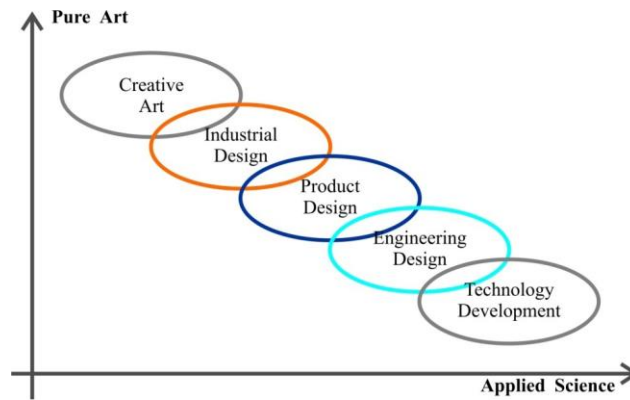 Pure Art
Creative
Art
Industrial
Design
Product
Design
Engineering
Design
Technology
Development
Applied Science